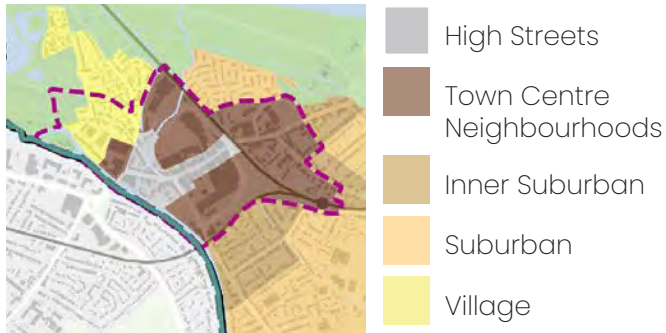 High Streets
Town Centre
Neighbourhoods
Inner Suburban
Suburban
Village